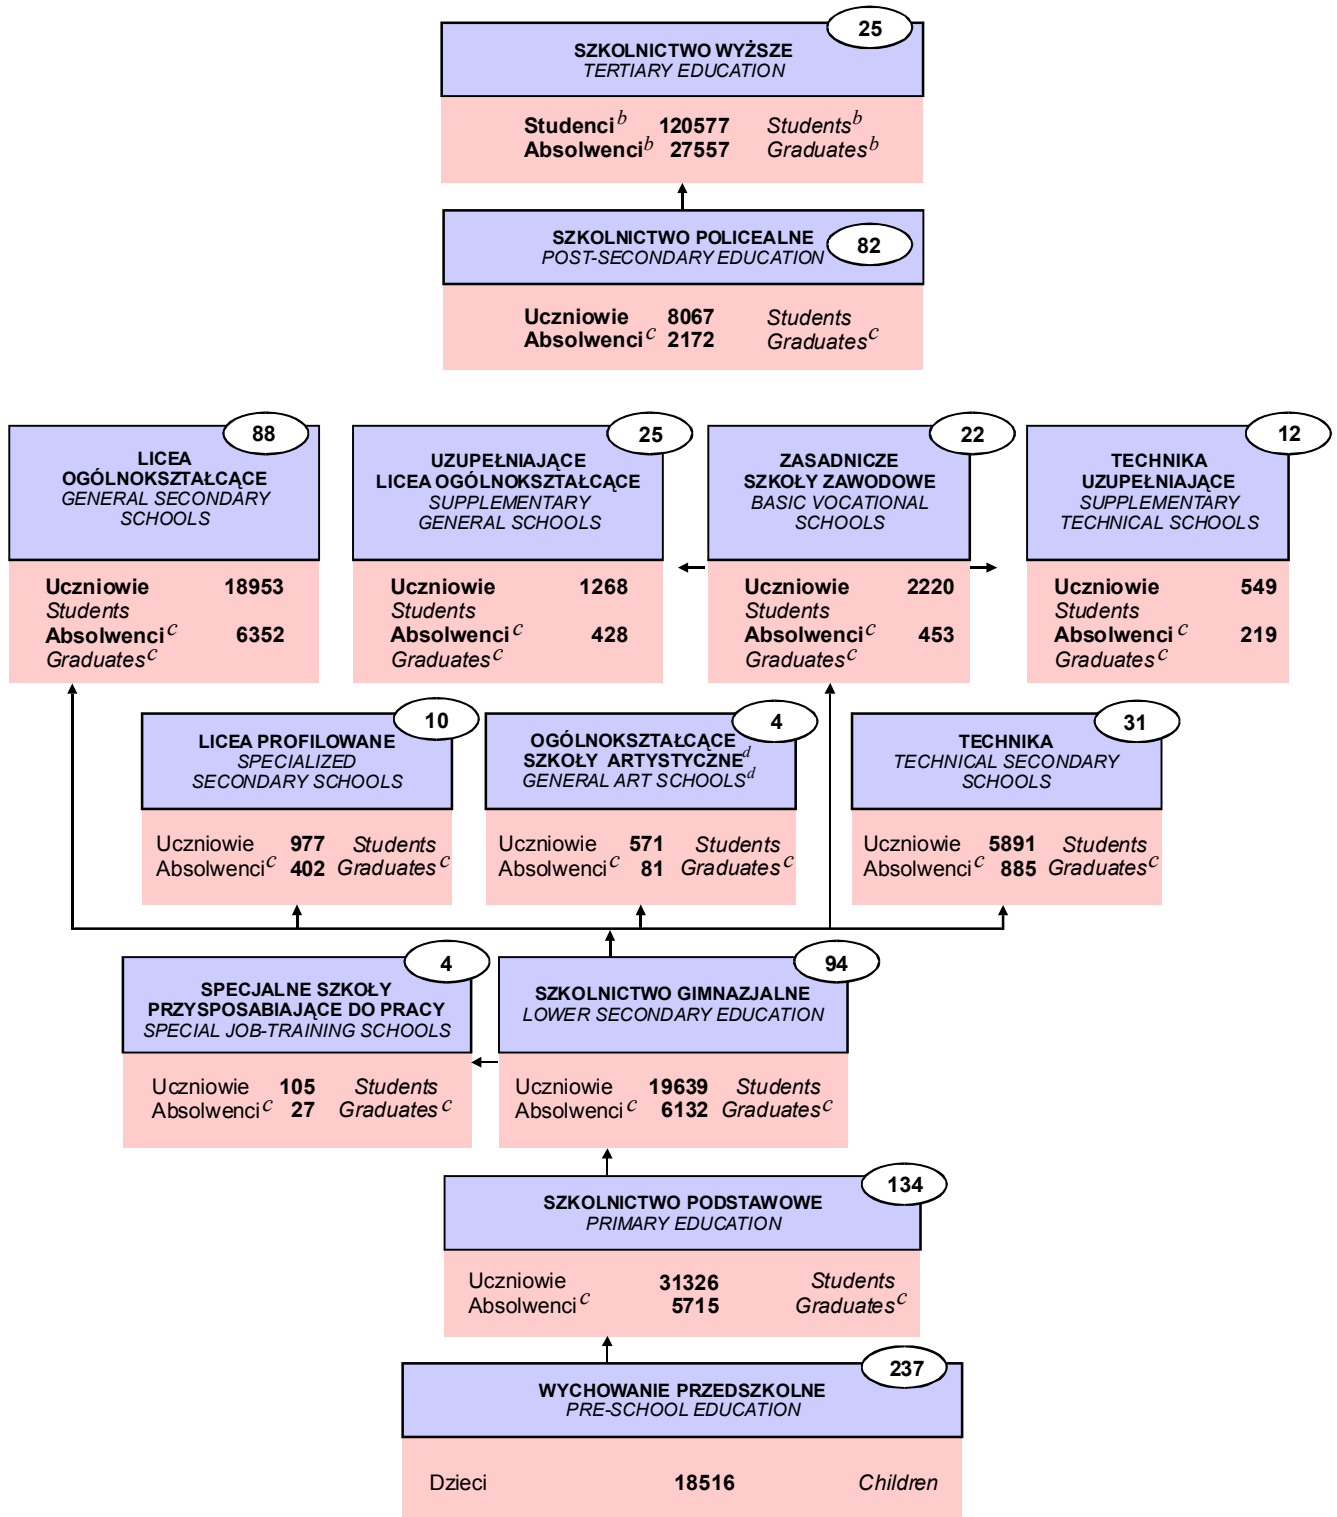 25
SZKOLNICTWO WYŻSZE
TERTIARY EDUCATION
Studenci b 120577 Students b
Absolwenci b 27557 Graduates b
SZKOLNICTWO POLICEALNE
82
POST-SECONDARY EDUCATION
Uczniowie 8067 Students
Absolwenci c 2172 Graduates c
88
LICEA
OGÓLNOKSZTAŁCĄCE
GENERAL SECONDARY
SCHOOLS
Uczniowie 18953
Students
Absolwenci c 6352
Graduates c
25
UZUPEŁNIAJĄCE
LICEA OGÓLNOKSZTAŁCĄCE
SUPPLEMENTARY
GENERAL SCHOOLS
Uczniowie 1268
Students
Absolwenci c 428
Graduates c
22
ZASADNICZE
SZKOŁY ZAWODOWE
BASIC VOCATIONAL
SCHOOLS
Uczniowie 2220
Students
Absolwenci c 453
Graduates c
12
TECHNIKA
UZUPEŁNIAJĄCE
SUPPLEMENTARY
TECHNICAL SCHOOLS
Uczniowie 549
Students
Absolwenci c 219
Graduates c
10
LICEA PROFILOWANE
SPECIALIZED
SECONDARY SCHOOLS
Uczniowie 977 Students
Absolwenci c 402 Graduates c
4
OGÓLNOKSZTAŁCĄCE
SZKOŁY ARTYSTYCZNE d
GENERAL ART SCHOOLS d
Uczniowie 571 Students
Absolwenci c 81 Graduates c
31
TECHNIKA
TECHNICAL SECONDARY
SCHOOLS
Uczniowie 5891 Students
Absolwenci c 885 Graduates c
4
SPECJALNE SZKOŁY
PRZYSPOSABIAJĄCE DO PRACY
SPECIAL JOB-TRAINING SCHOOLS
Uczniowie 105 Students
Absolwenci c 27 Graduates c
94
SZKOLNICTWO GIMNAZJALNE
LOWER SECONDARY EDUCATION
Uczniowie 19639 Students
Absolwenci c 6132 Graduates c
134
SZKOLNICTWO PODSTAWOWE
PRIMARY EDUCATION
Uczniowie 31326 Students
Absolwenci c 5715 Graduates c
237
WYCHOWANIE PRZEDSZKOLNE
PRE-SCHOOL EDUCATION
Dzieci 18516 Children